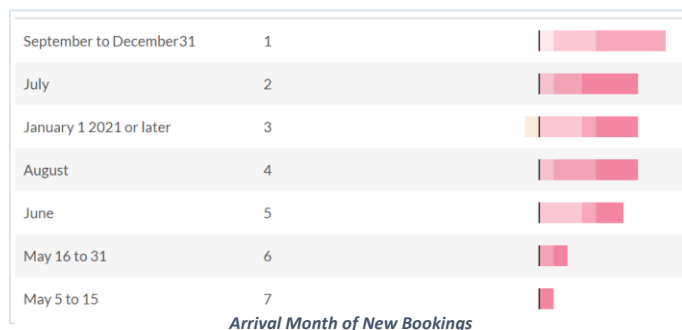 September to December31 1
July 2
January 1 2021 or later 3
August 4
June 5
May 16 to 31 6
May 5 to 15 7
Arrival Month of New Bookings